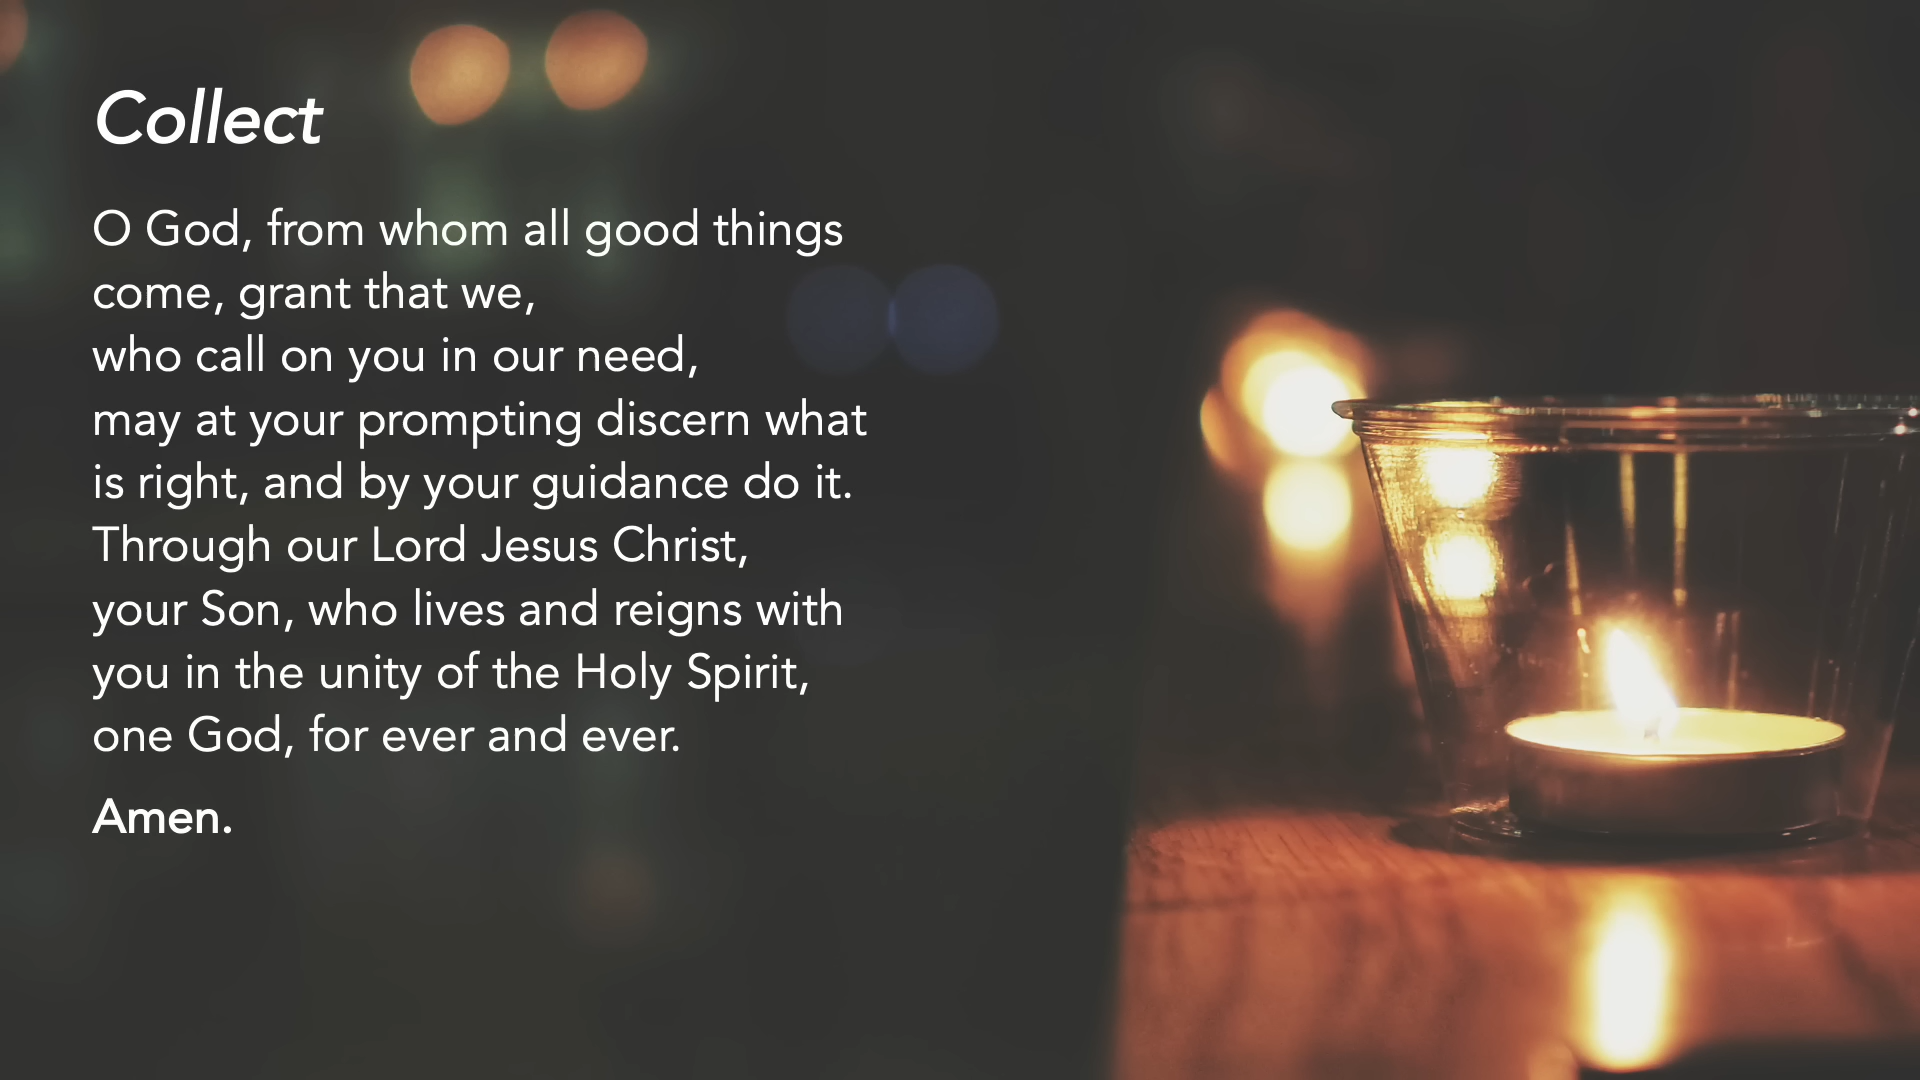 Collect
O God, from whom all good things
come, grant that we,
who call on you in our need,
may at your prompting discern what
is right, and by your guidance do it.
Through our Lord Jesus Christ,
your Son, who lives and reigns with
you in the unity of the Holy Spirit,
one God, for ever and ever.
Amen.